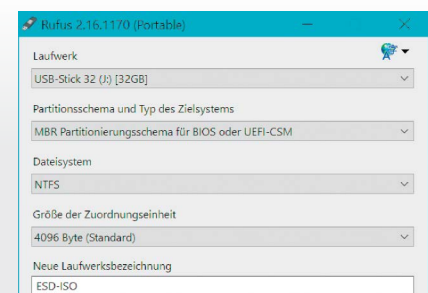 Rufus 2.16.1170 (Portable)
Laufwerk
USB-Stick 32 (J:) [32GB]
Partitionsschema und Typ des Zielsystems
MBR Partitionierungsschema für BIOS oder UEFI-CSM
Dateisystem
NTFS
Größe der Zuordnungseinheit
4096 Byte (Standard)
Neue Laufwerksbezeichnung
ESD-ISO